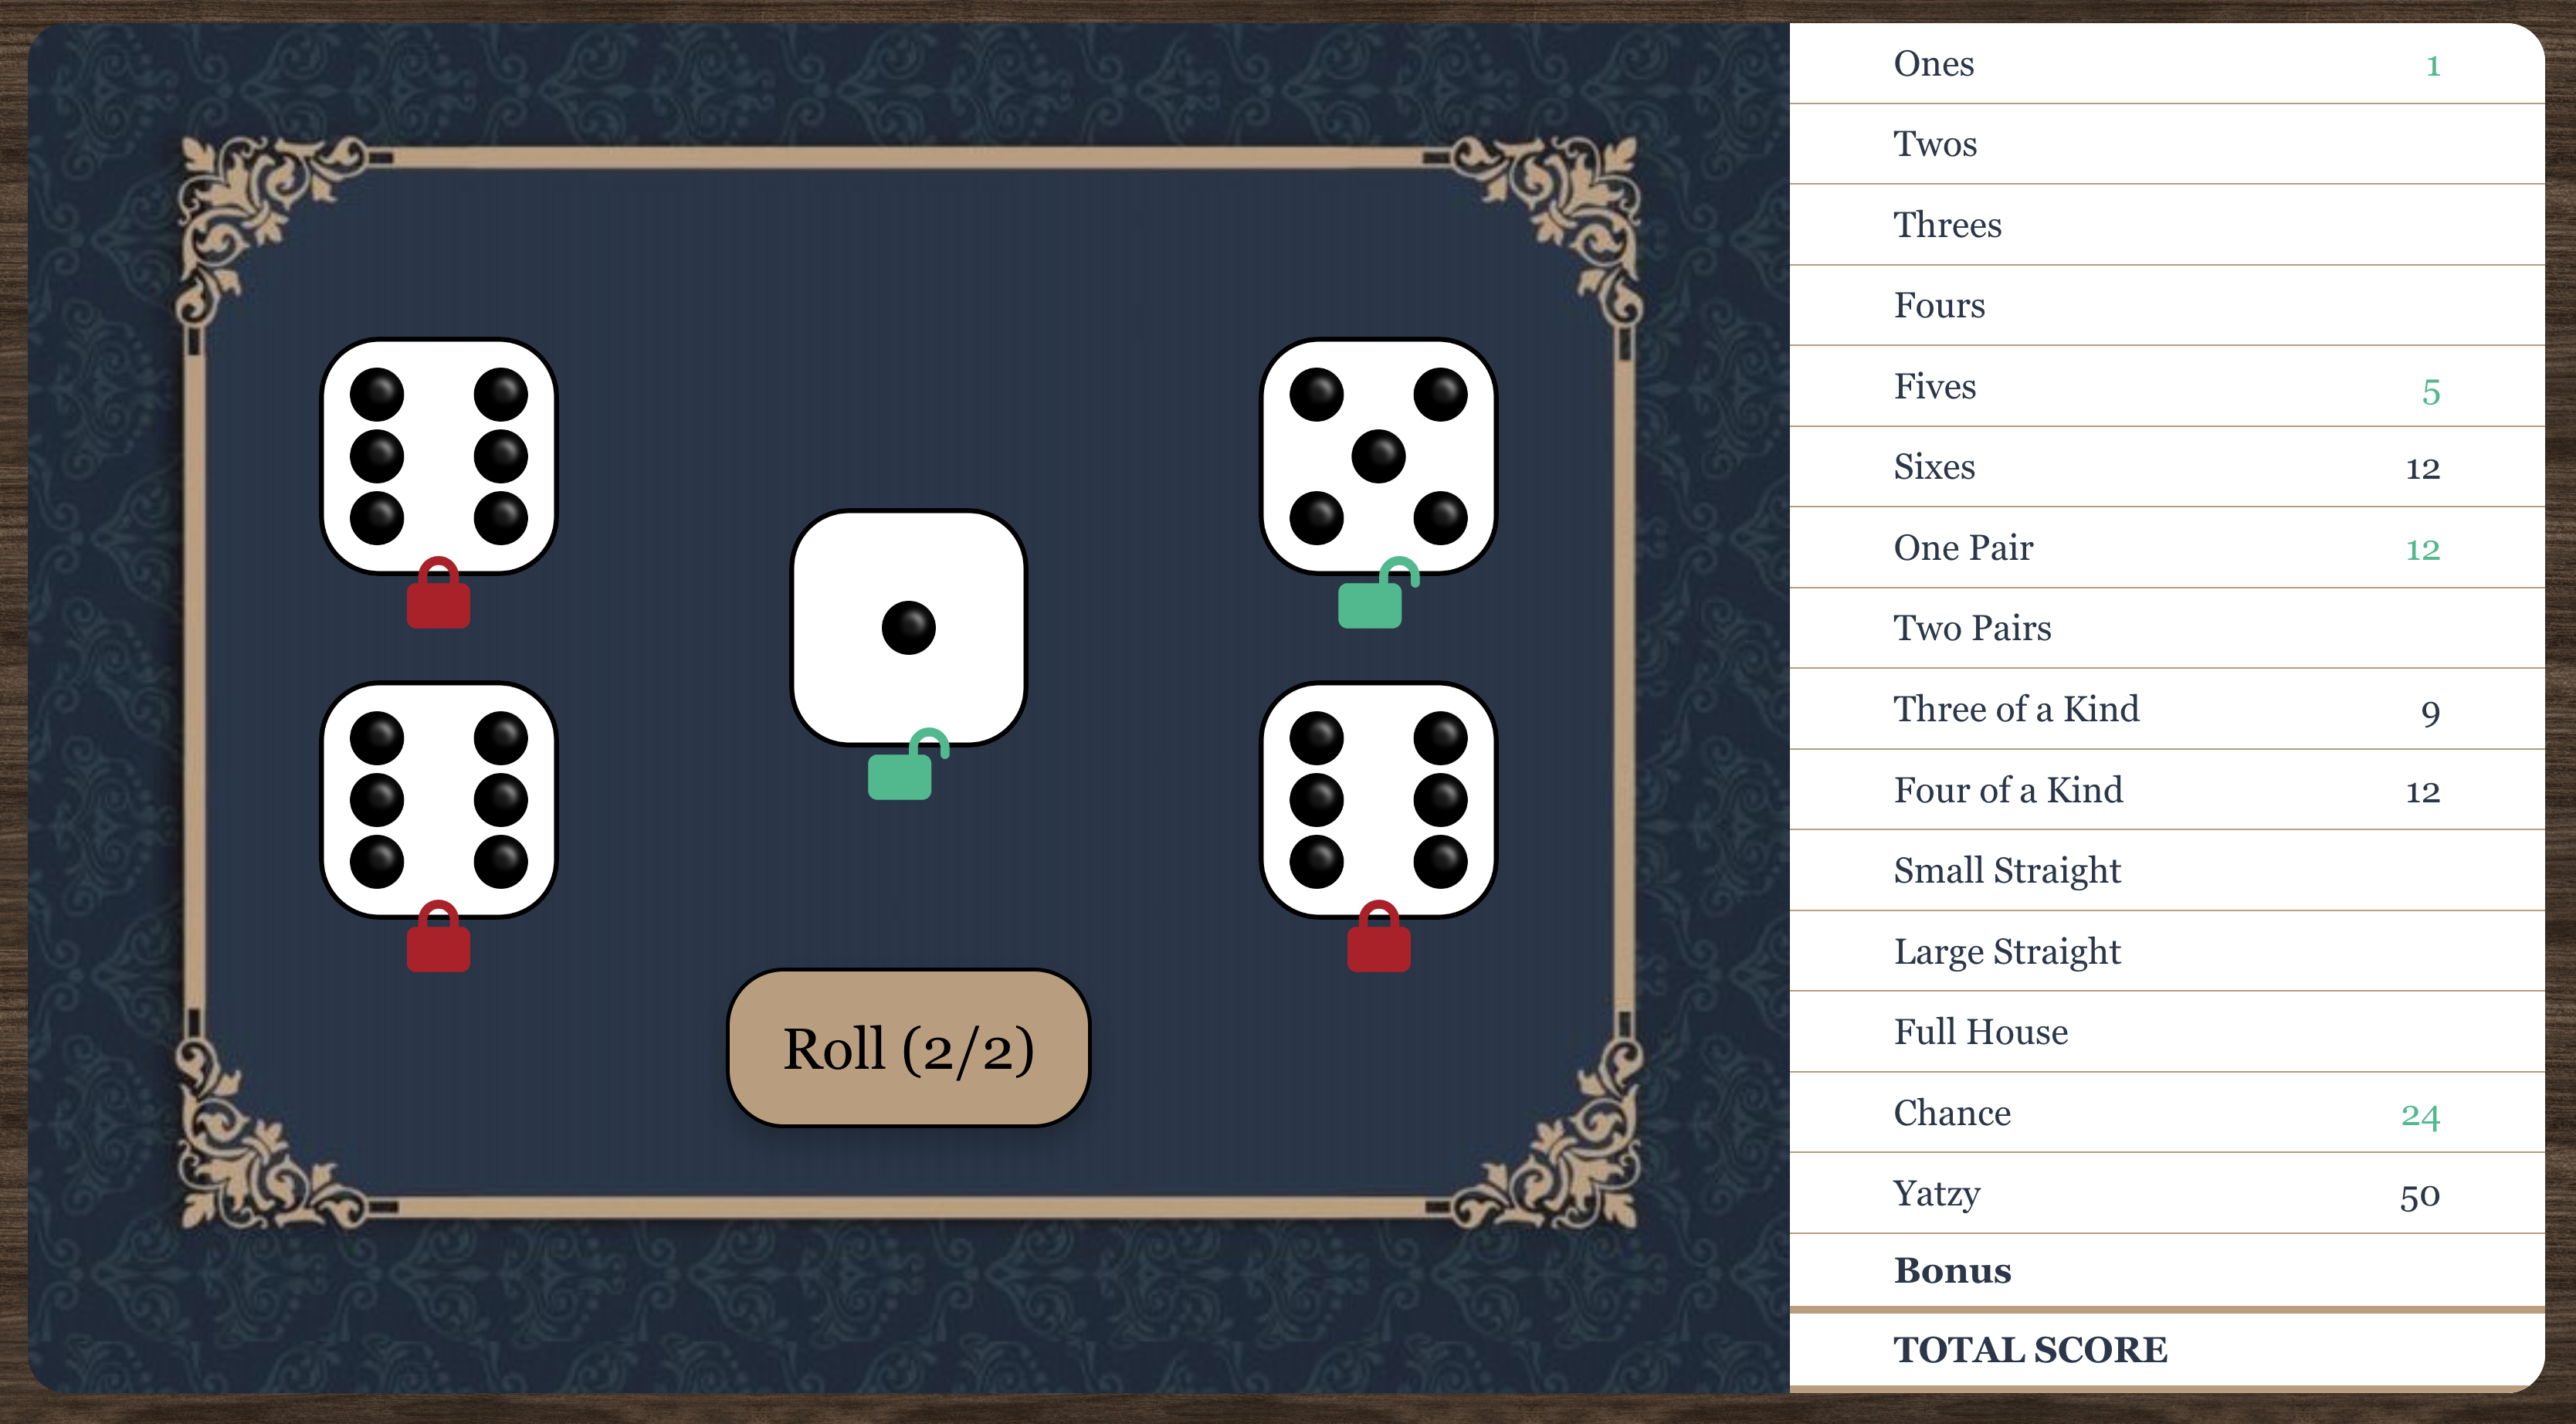 Roll (2/2)
Ones 1
Twos
Threes
Fours
Fives 5
Sixes 12
One Pair 12
Two Pairs
Three of a Kind 9
Four of a Kind 12
Small Straight
Large Straight
Full House
Chance 24
Yatzy 50
Bonus
TOTAL SCORE